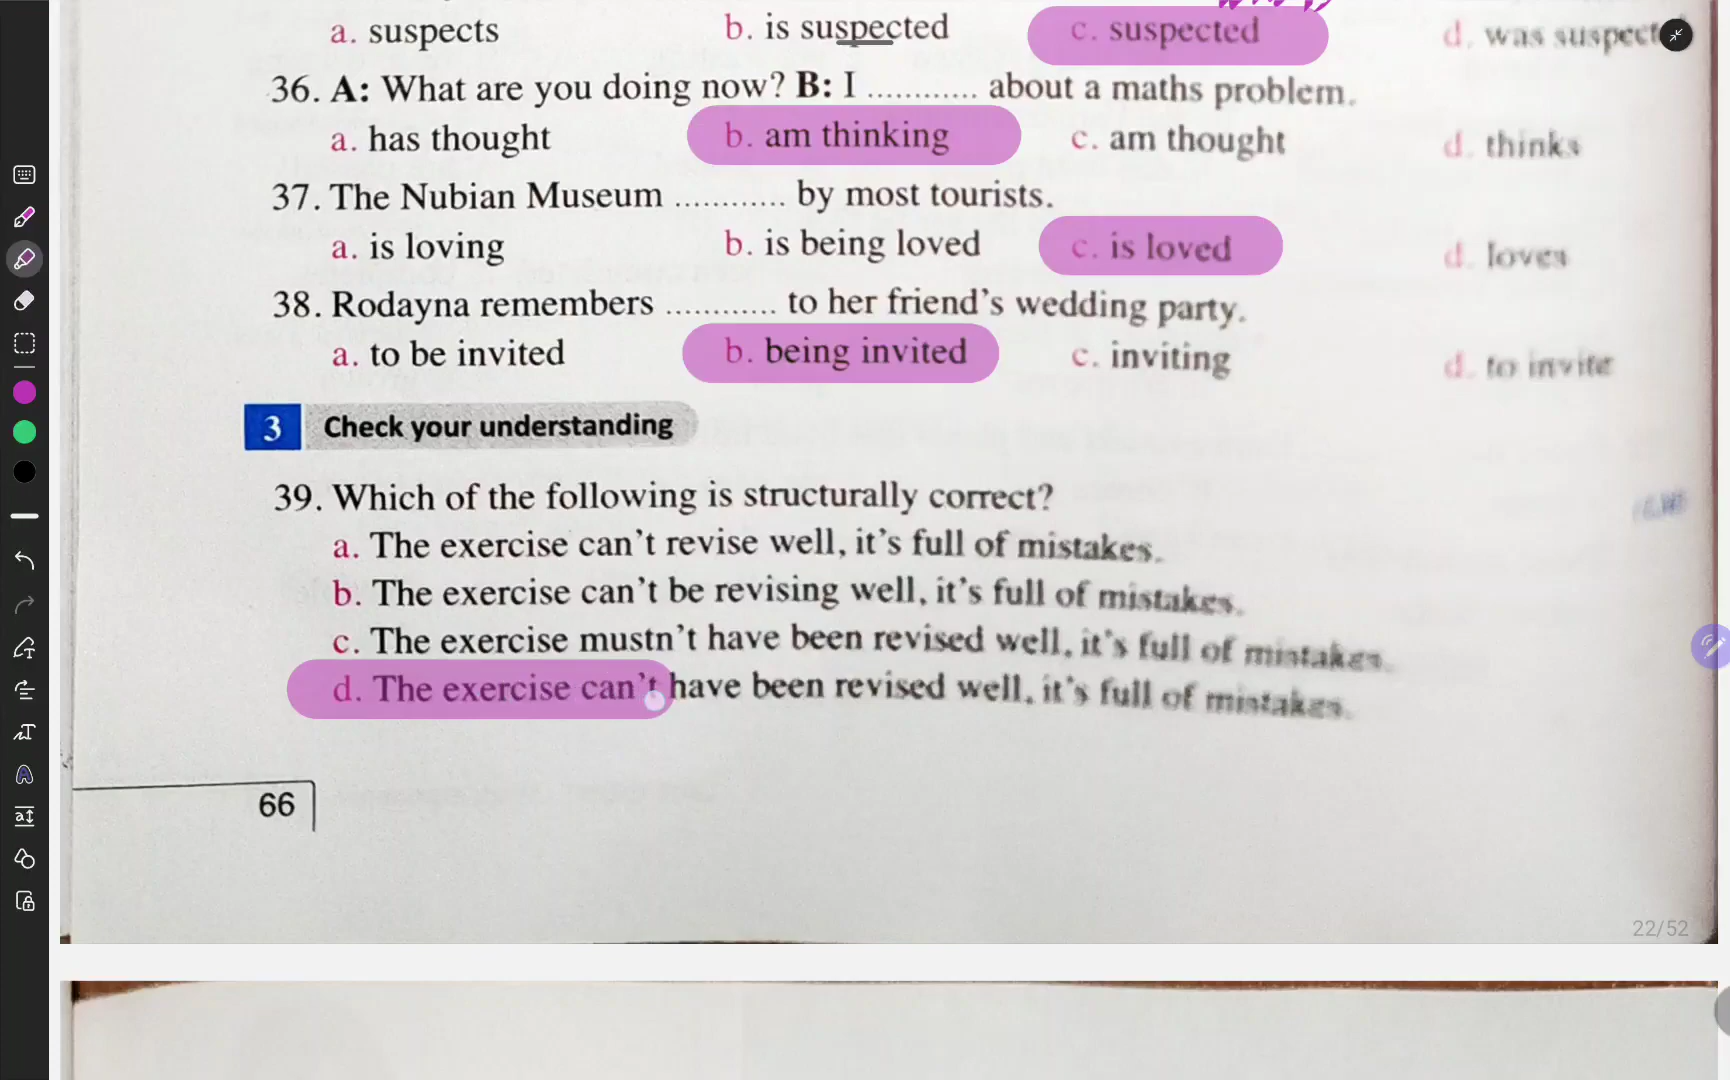 a. suspects b. is suspected c. suspected d. was suspect
36. A: What are you doing now? B: I ............ about a maths problem.
a. has thought b. am thinking c. am thought d. thinks
37. The Nubian Museum ............ by most tourists.
a. is loving b. is being loved c. is loved d. loves
38. Rodayna remembers ............ to her friend's wedding party.
a. to be invited b. being invited c. inviting d. to invite
3 Check your understanding
39. Which of the following is structurally correct?
a. The exercise can't revise well, it's full of mistakes.
b. The exercise can't be revising well, it's full of mistakes.
c. The exercise mustn't have been revised well, it's full of mistakes.
d. The exercise can't have been revised well, it's full of mistakes.
66
22/52